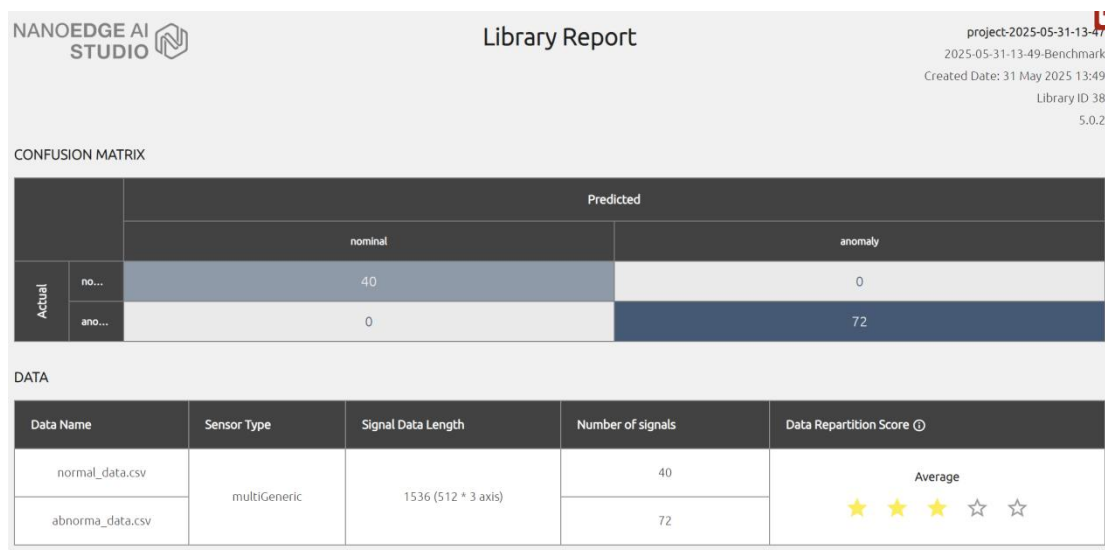 NANOEDGE AI
STUDIO
Library Report
project-2025-05-31-13-47
2025-05-31-13-49-Benchmark
Created Date: 31 May 2025 13:49
Library ID 38
5.0.2
CONFUSION MATRIX
Predicted
nominal anomaly
Actual
no... 40 0
ano... 0 72
DATA
Data Name Sensor Type Signal Data Length Number of signals Data Repartition Score
normal_data.csv multiGeneric 1536 (512 * 3 axis) 40 Average
abnorma_data.csv 72